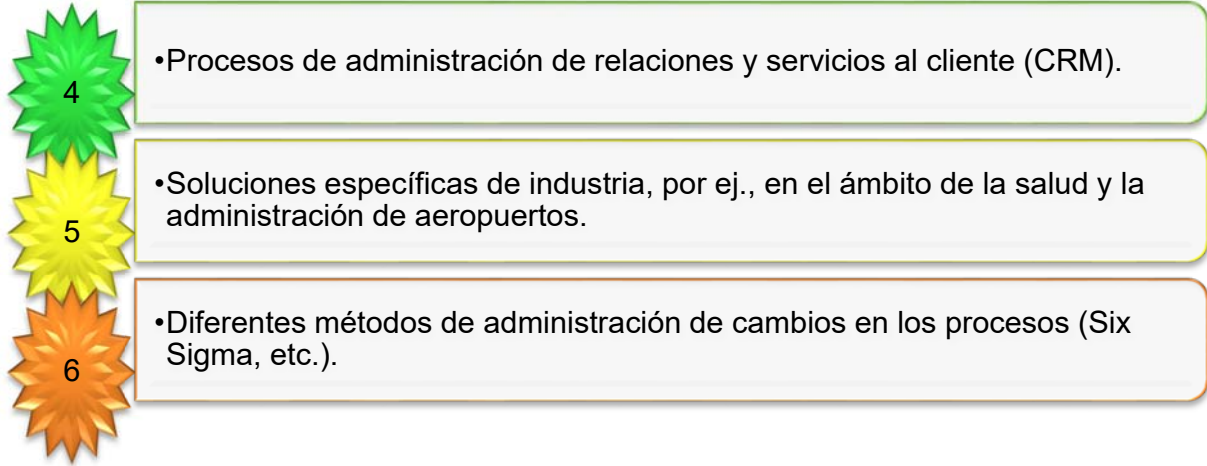 4
•Procesos de administración de relaciones y servicios al cliente (CRM).
5
•Soluciones específicas de industria, por ej., en el ámbito de la salud y la
administración de aeropuertos.
6
•Diferentes métodos de administración de cambios en los procesos (Six
Sigma, etc.).